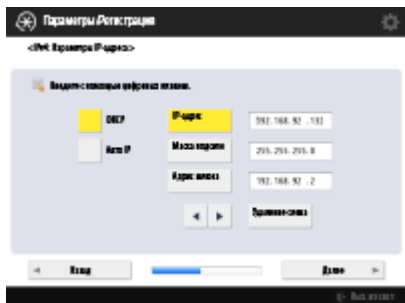 Параметры/Регистрация
<IPv4: Параметры IP-адреса>
Введите с помощью цифровых клавиш.
DHCP
IP-адрес
192.168.92 .132
Авто IP
Маска подсети
255.255.255.0
Адрес шлюза
192.168.92 .2
Назад
Далее